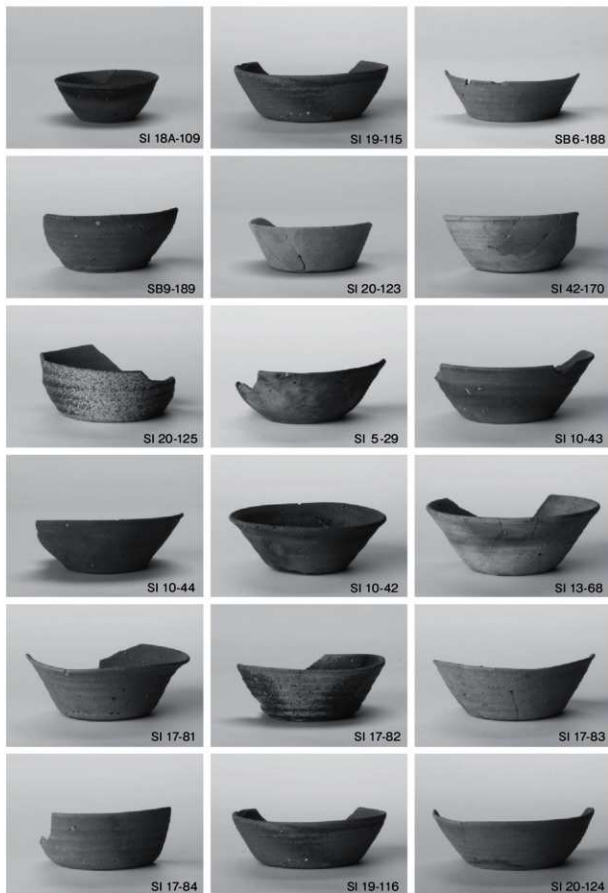 SI 18A-109
SI 19-115
SB6-188
SB9-189
SI 20-123
SI 42-170
SI 20-125
SI 5-29
SI 10-43
SI 10-44
SI 10-42
SI 13-68
SI 17-81
SI 17-82
SI 17-83
SI 17-84
SI 19-116
SI 20-124